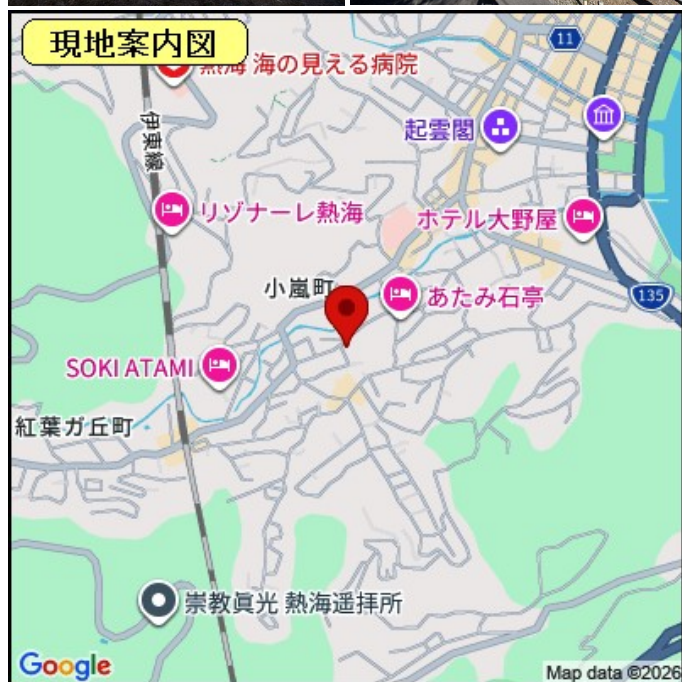 現地案内図
熱海 海の見える病院
11
伊東線
起雲閣
リゾナーレ熱海
ホテル大野屋
小嵐町
あたみ石亭
135
SOKI ATAMI
紅葉ガ丘町
崇教眞光 熱海遥拝所
Google
Map data ©2026